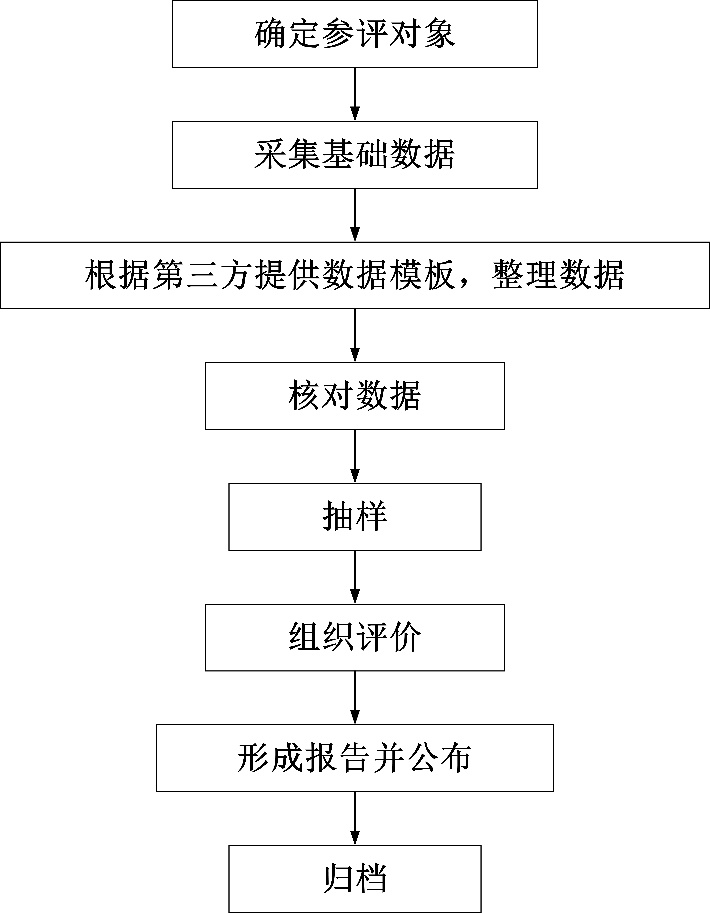 确定参评对象
采集基础数据
根据第三方提供数据模板，整理数据
核对数据
抽样
组织评价
形成报告并公布
归档